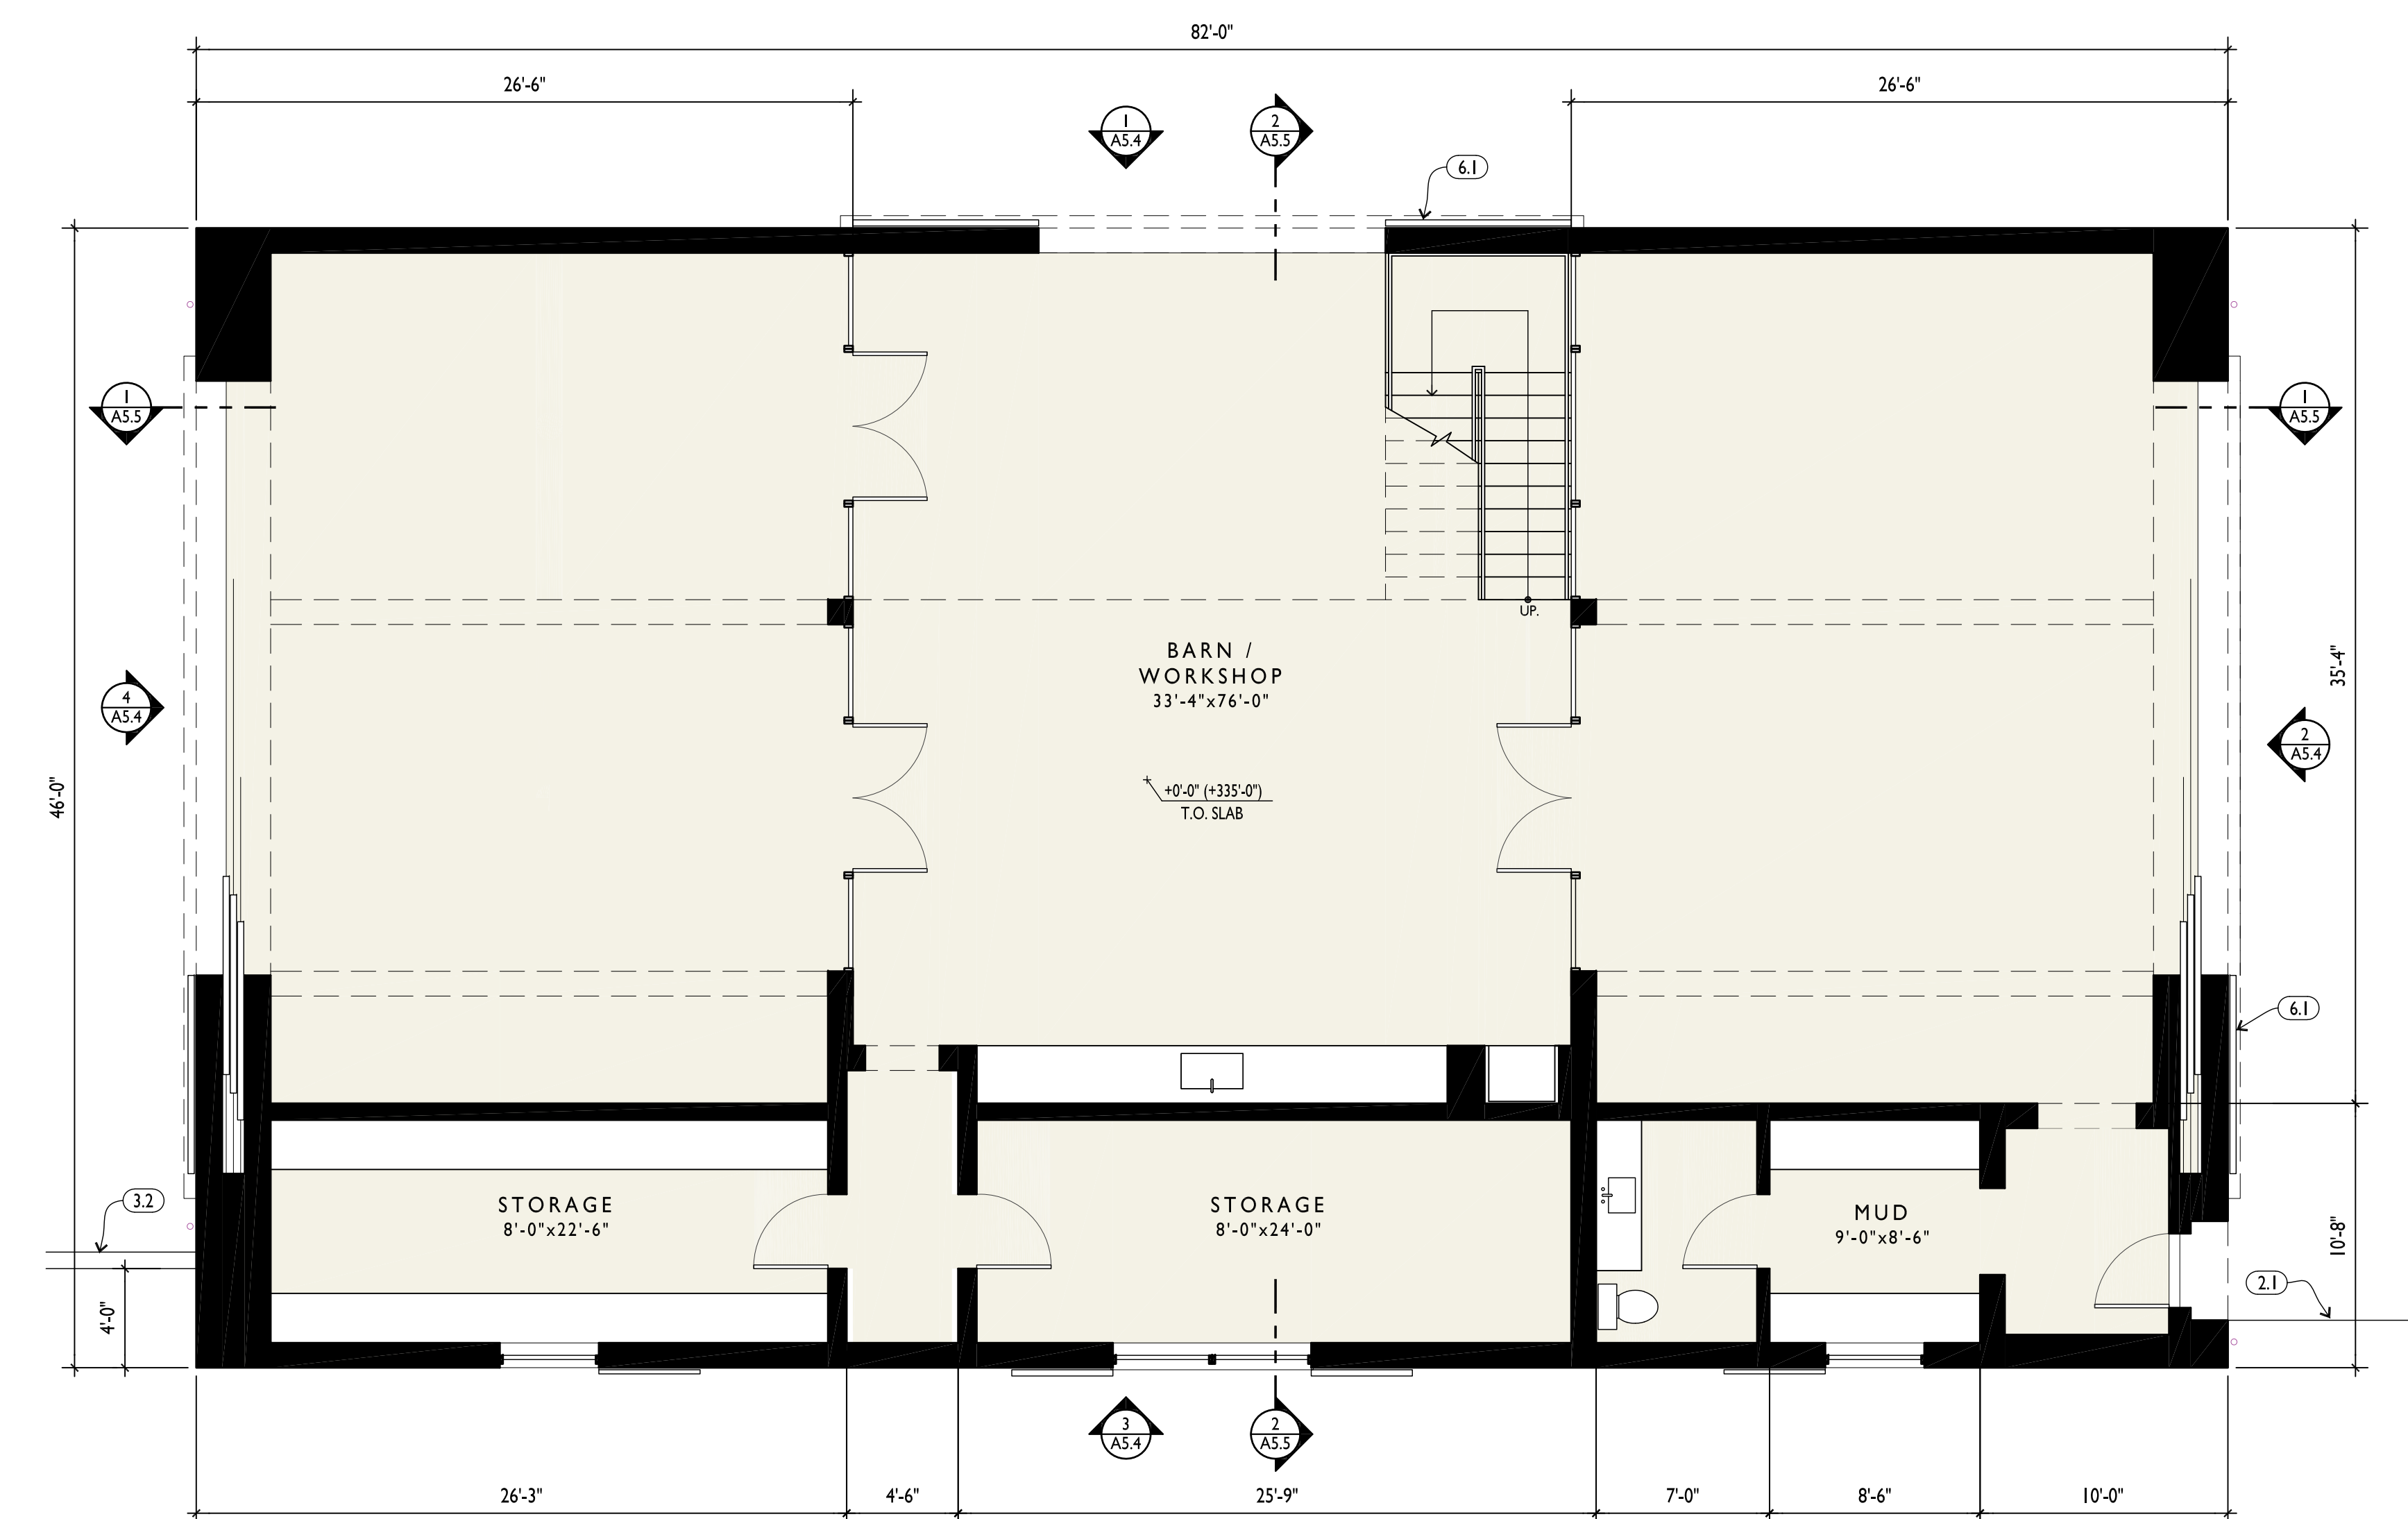 82'-0"
26'-6"
26'-6"
1
A5.4
2
A5.5
6.1
1
A5.5
1
A5.5
UP.
BARN /
WORKSHOP
33'-4"x76'-0"
35'-4"
4
A5.4
2
A5.4
46'-0"
+0'-0" (+335'-0")
T.O. SLAB
6.1
3.2
STORAGE
8'-0"x22'-6"
STORAGE
8'-0"x24'-0"
MUD
9'-0"x8'-6"
10'-8"
2.1
4'-0"
3
A5.4
2
A5.5
26'-3"
4'-6"
25'-9"
7'-0"
8'-6"
10'-0"